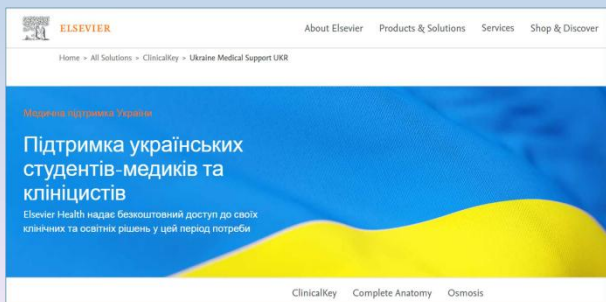 ELSEVIER
About Elsevier Products & Solutions Services Shop & Discover
Home > All Solutions > ClinicalKey > Ukraine Medical Support UKR
Медична підтримка України
Підтримка українських
студентів-медиків та
клініцистів
Elsevier Health надає безкоштовний доступ до своїх
клінічних та освітніх рішень у цей період потреби
ClinicalKey Complete Anatomy Osmosis